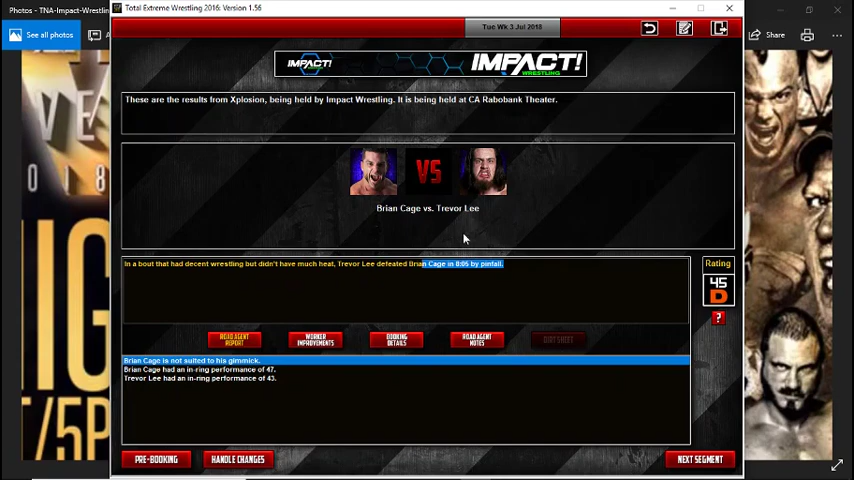 Photos - TNA-Impact-Wrestlin
Total Extreme Wrestling 2016: Version 1.56
See all photos
Share
Tue Wk 3 Jul 2018
IMPACT!
IMPACT!
WRESTLING
These are the results from Xplosion, being held by Impact Wrestling. It is being held at CA Rabobank Theater.
VS
Brian Cage vs. Trevor Lee
In a bout that had decent wrestling but didn't have much heat, Trevor Lee defeated Brian Cage in 8:05 by pinfall.
Rating
45
D
?
ROAD AGENT REPORT
WORKER IMPROVEMENTS
BOOKING DETAILS
ROAD AGENT NOTES
DIRT SHEET
Brian Cage is not suited to his gimmick.
Brian Cage had an in-ring performance of 47.
Trevor Lee had an in-ring performance of 43.
PRE-BOOKING
HANDLE CHANGES
NEXT SEGMENT